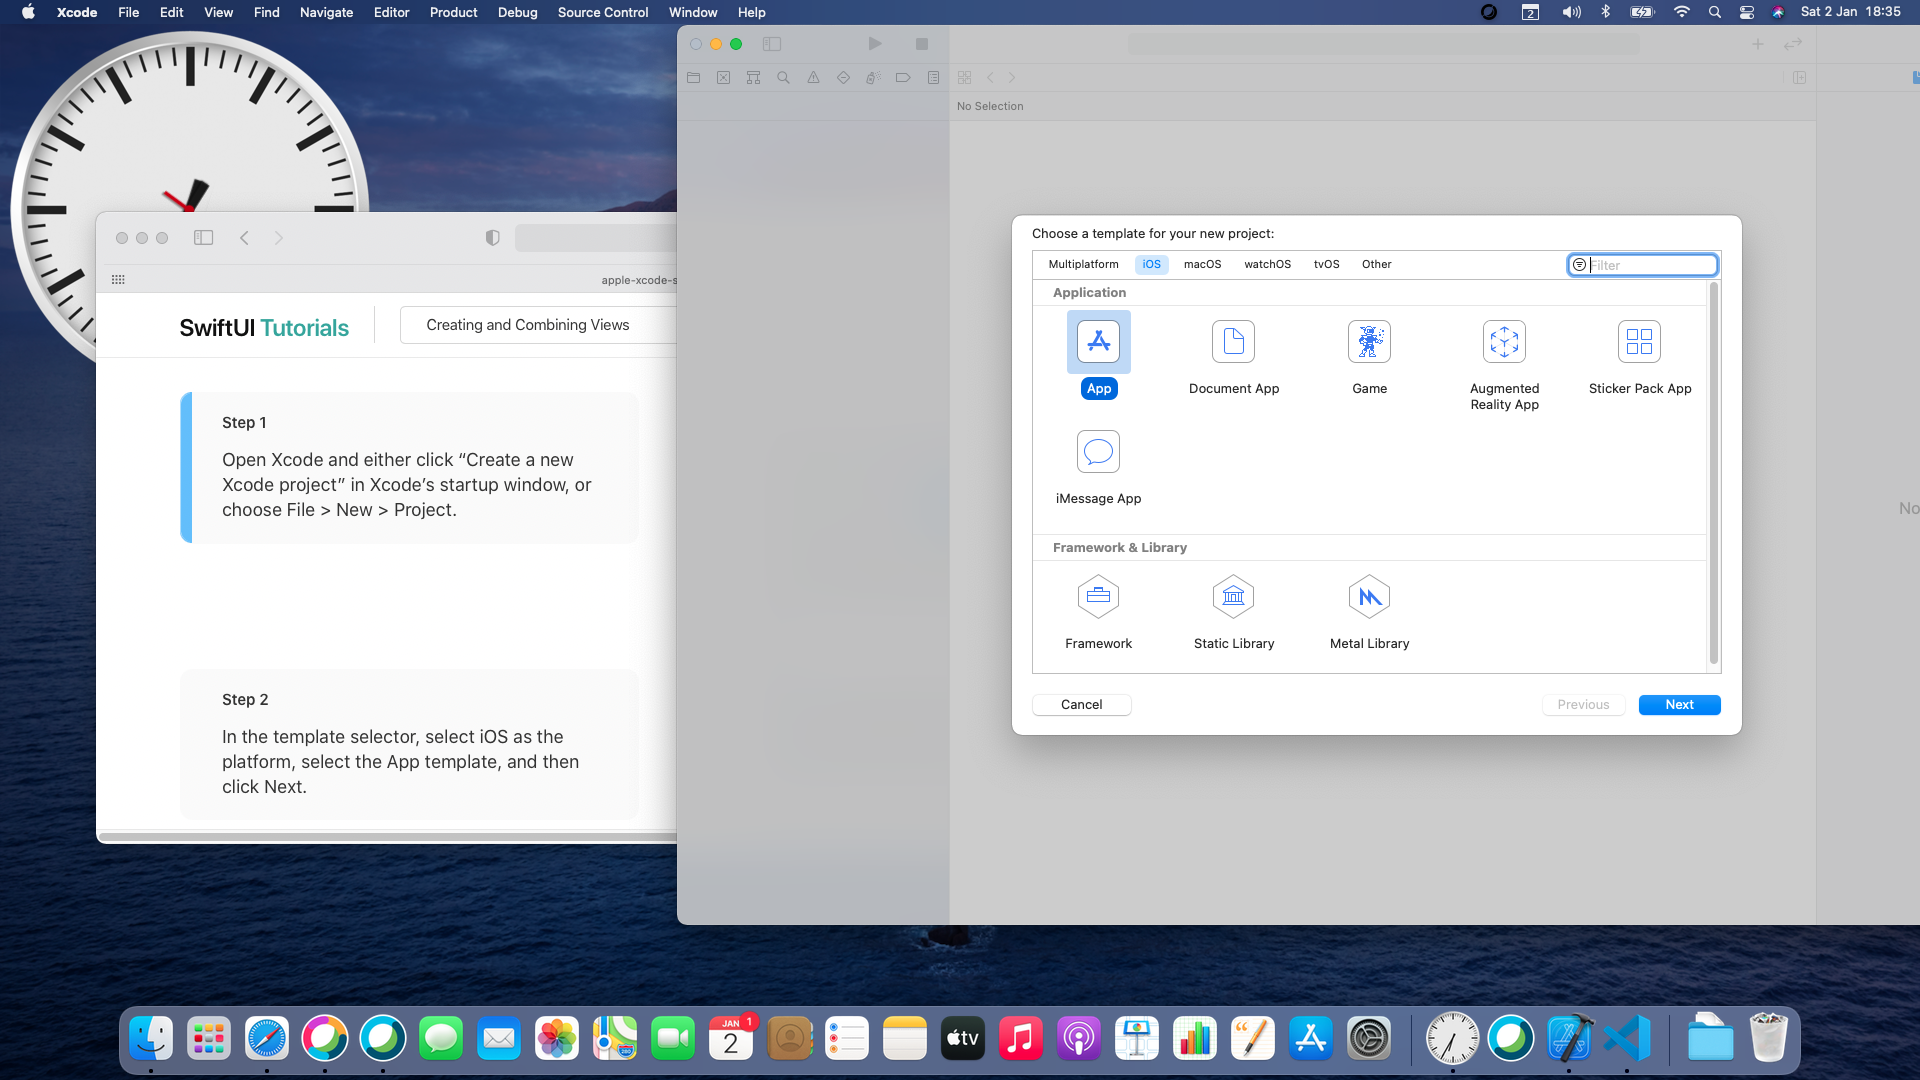 Xcode File Edit View Find Navigate Editor Product Debug Source Control Window Help
2
Sat 2 Jan 18:35
No Selection
apple-xcode-s
SwiftUI Tutorials
Creating and Combining Views
Step 1
Open Xcode and either click “Create a new
Xcode project” in Xcode’s startup window, or
choose File > New > Project.
Step 2
In the template selector, select iOS as the
platform, select the App template, and then
click Next.
Choose a template for your new project:
Multiplatform iOS macOS watchOS tvOS Other
Filter
Application
App
Document App
Game
Augmented
Reality App
Sticker Pack App
iMessage App
Framework & Library
Framework
Static Library
Metal Library
Cancel
Previous
Next
No
280
JAN
1
2
tv